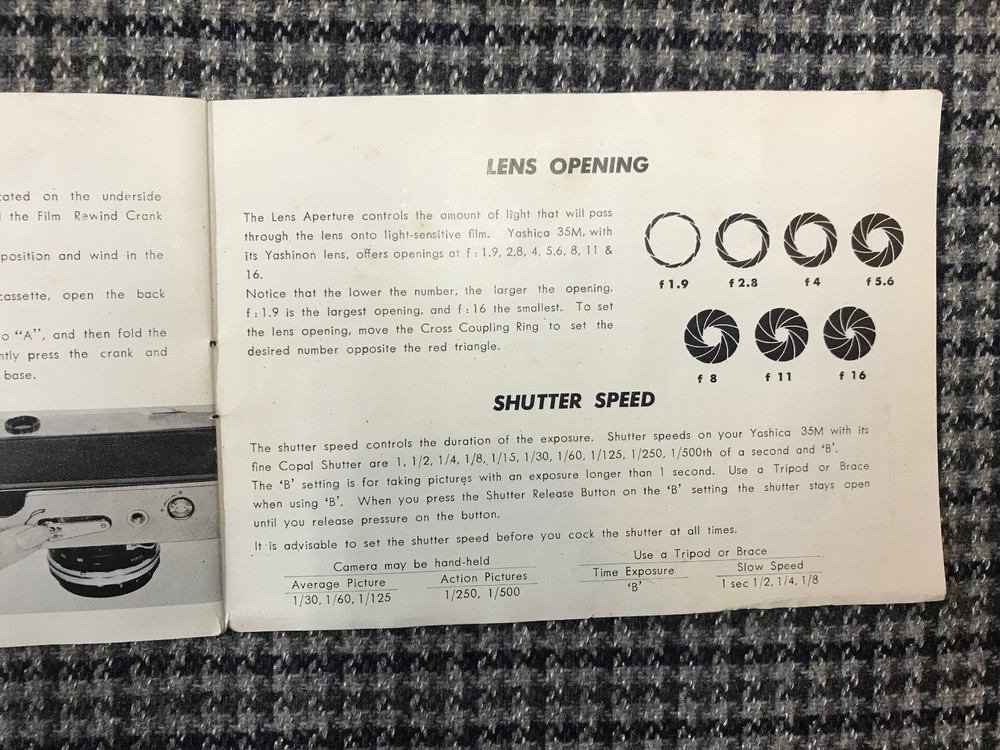 cated on the underside
the Film Rewind Crank
position and wind in the
cassette, open the back
o “A”, and then fold the
ntly press the crank and
base.
LENS OPENING
The Lens Aperture controls the amount of light that will pass
through the lens onto light-sensitive film. Yashica 35M, with
its Yashinon lens, offers openings at f : 1.9, 2.8, 4, 5.6, 8, 11 &
16.
Notice that the lower the number, the larger the opening.
f : 1.9 is the largest opening, and f : 16 the smallest. To set
the lens opening, move the Cross Coupling Ring to set the
desired number opposite the red triangle.
f 1.9 f 2.8 f 4 f 5.6
f 8 f 11 f 16
SHUTTER SPEED
The shutter speed controls the duration of the exposure. Shutter speeds on your Yashica 35M with its
fine Copal Shutter are 1, 1/2, 1/4, 1/8, 1/15, 1/30, 1/60, 1/125, 1/250, 1/500th of a second and ‘B’.
The ‘B’ setting is for taking pictures with an exposure longer than 1 second. Use a Tripod or Brace
when using ‘B’. When you press the Shutter Release Button on the ‘B’ setting the shutter stays open
until you release pressure on the button.
It is advisable to set the shutter speed before you cock the shutter at all times.
Camera may be hand-held Use a Tripod or Brace
Average Picture Action Pictures Time Exposure Slow Speed
1/30, 1/60, 1/125 1/250, 1/500 ‘B’ 1 sec 1/2, 1/4, 1/8